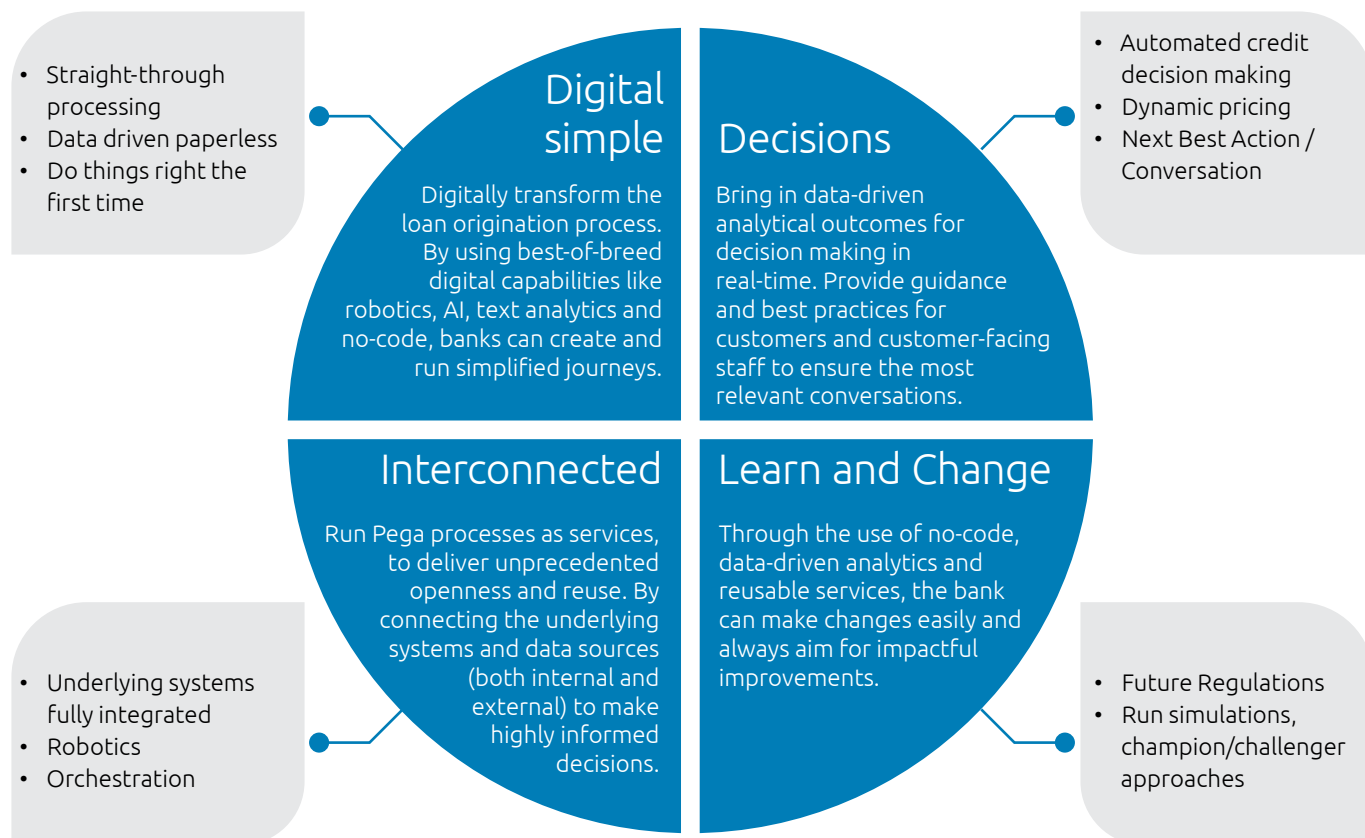 • Straight-through
processing
• Data driven paperless
• Do things right the
first time
Digital
simple
Digitally transform the
loan origination process.
By using best-of-breed
digital capabilities like
robotics, AI, text analytics and
no-code, banks can create and
run simplified journeys.
Decisions
Bring in data-driven
analytical outcomes for
decision making in
real-time. Provide guidance
and best practices for
customers and customer-facing
staff to ensure the most
relevant conversations.
• Automated credit
decision making
• Dynamic pricing
• Next Best Action /
Conversation
• Underlying systems
fully integrated
• Robotics
• Orchestration
Interconnected
Run Pega processes as services,
to deliver unprecedented
openness and reuse. By
connecting the underlying
systems and data sources
(both internal and
external) to make
highly informed
decisions.
Learn and Change
Through the use of no-code,
data-driven analytics and
reusable services, the bank
can make changes easily and
always aim for impactful
improvements.
• Future Regulations
• Run simulations,
champion/challenger
approaches